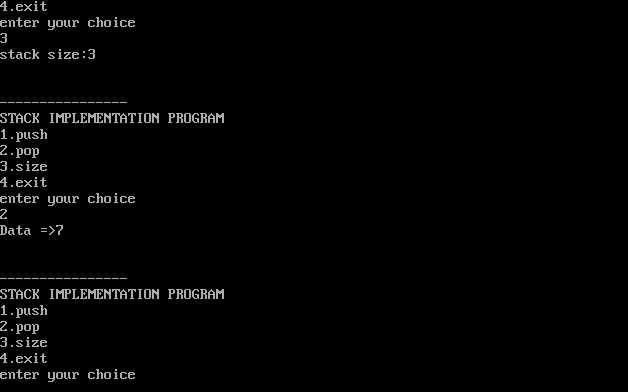 4.exit
enter your choice
3
stack size:3
----------------
STACK IMPLEMENTATION PROGRAM
1.push
2.pop
3.size
4.exit
enter your choice
2
Data =>7
----------------
STACK IMPLEMENTATION PROGRAM
1.push
2.pop
3.size
4.exit
enter your choice